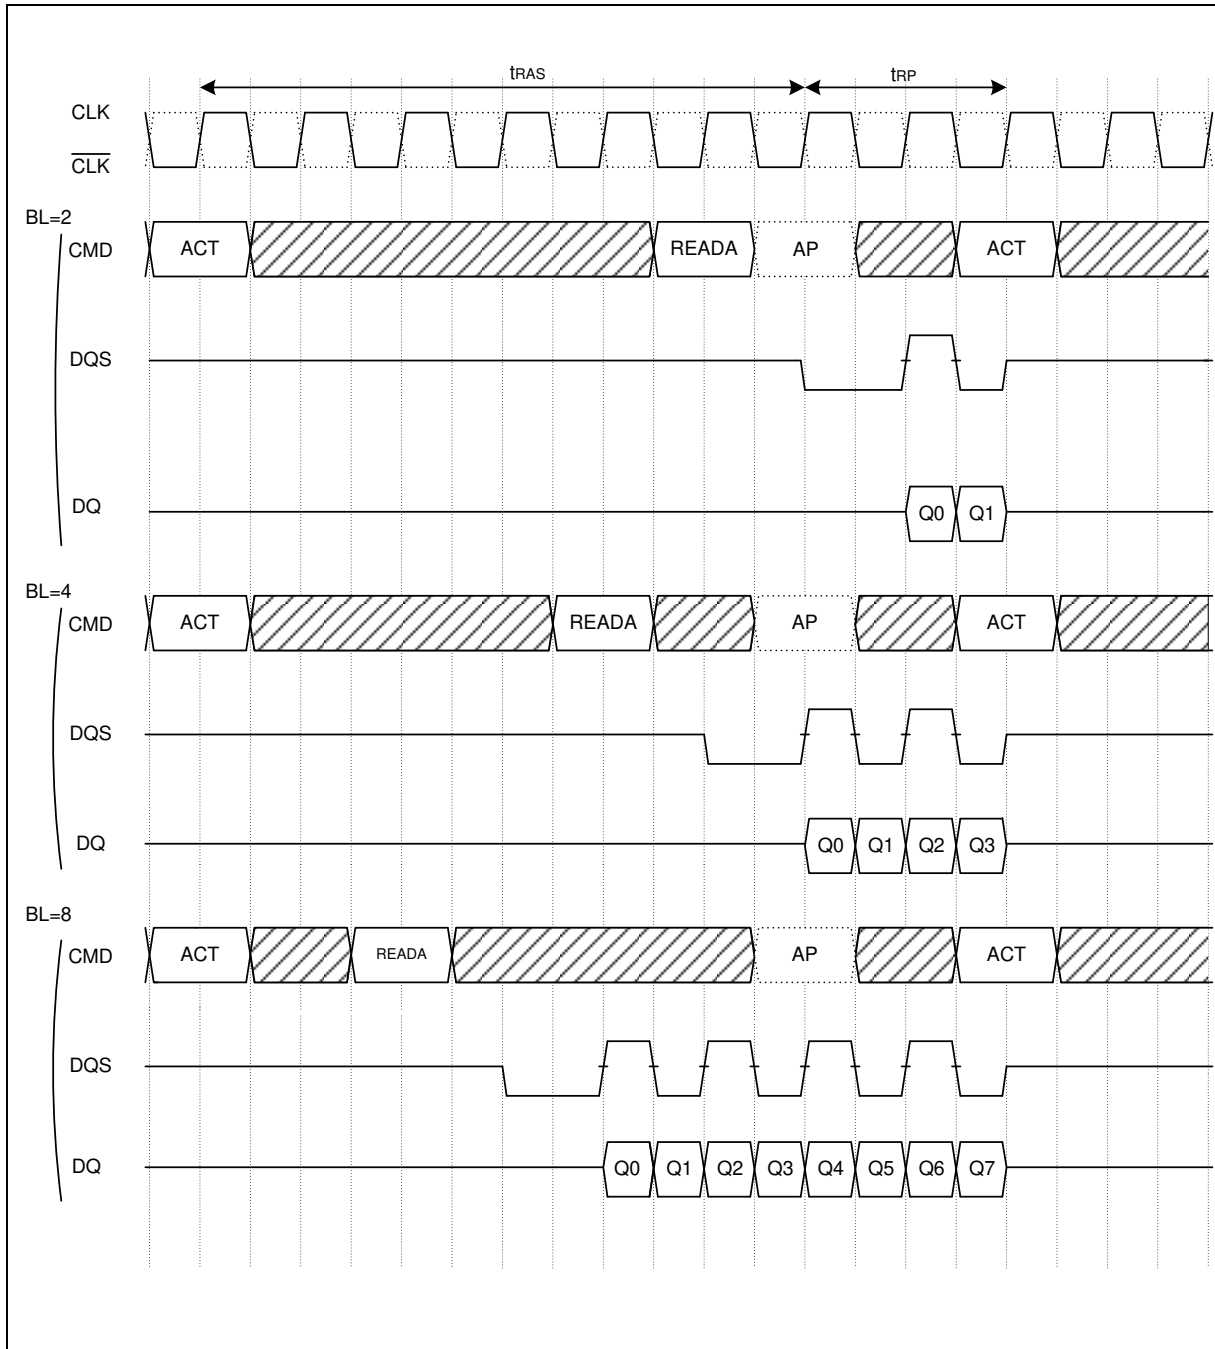 tRAS tRP
CLK
CLK
BL=2
CMD ACT READA AP ACT
DQS
DQ Q0 Q1
BL=4
CMD ACT READA AP ACT
DQS
DQ Q0 Q1 Q2 Q3
BL=8
CMD ACT READA AP ACT
DQS
DQ Q0 Q1 Q2 Q3 Q4 Q5 Q6 Q7